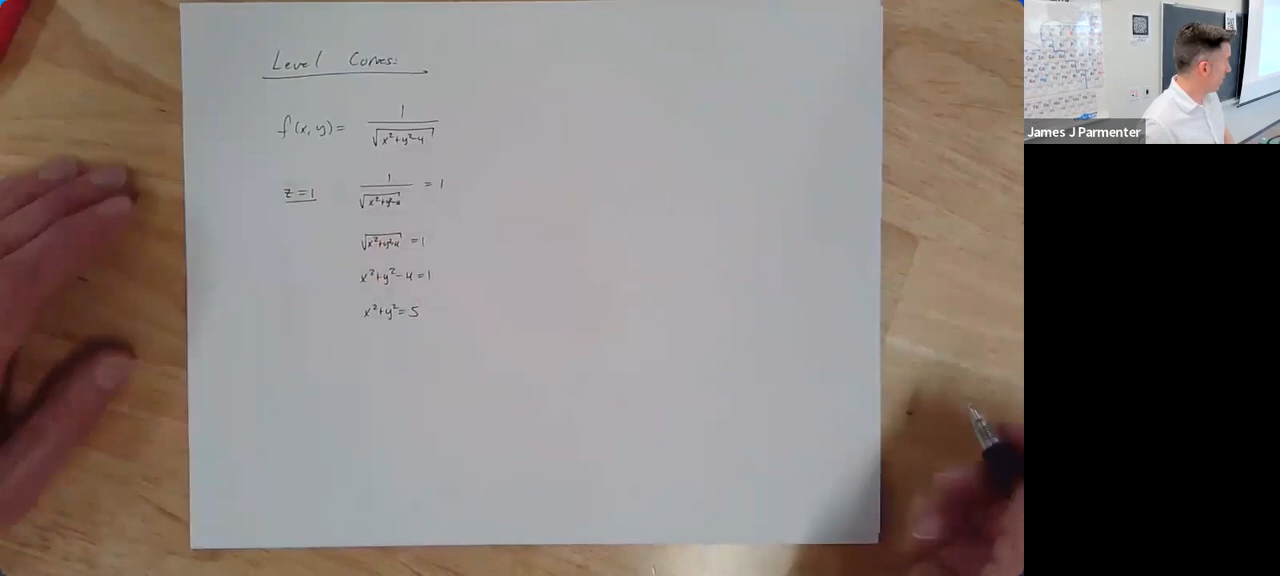 Level Curves:
f(x,y) = 1/√(x²+y²-4)
z=1 1/√(x²+y²-4) = 1
√(x²+y²-4) = 1
x²+y²-4=1
x²+y²=5
James J Parmenter